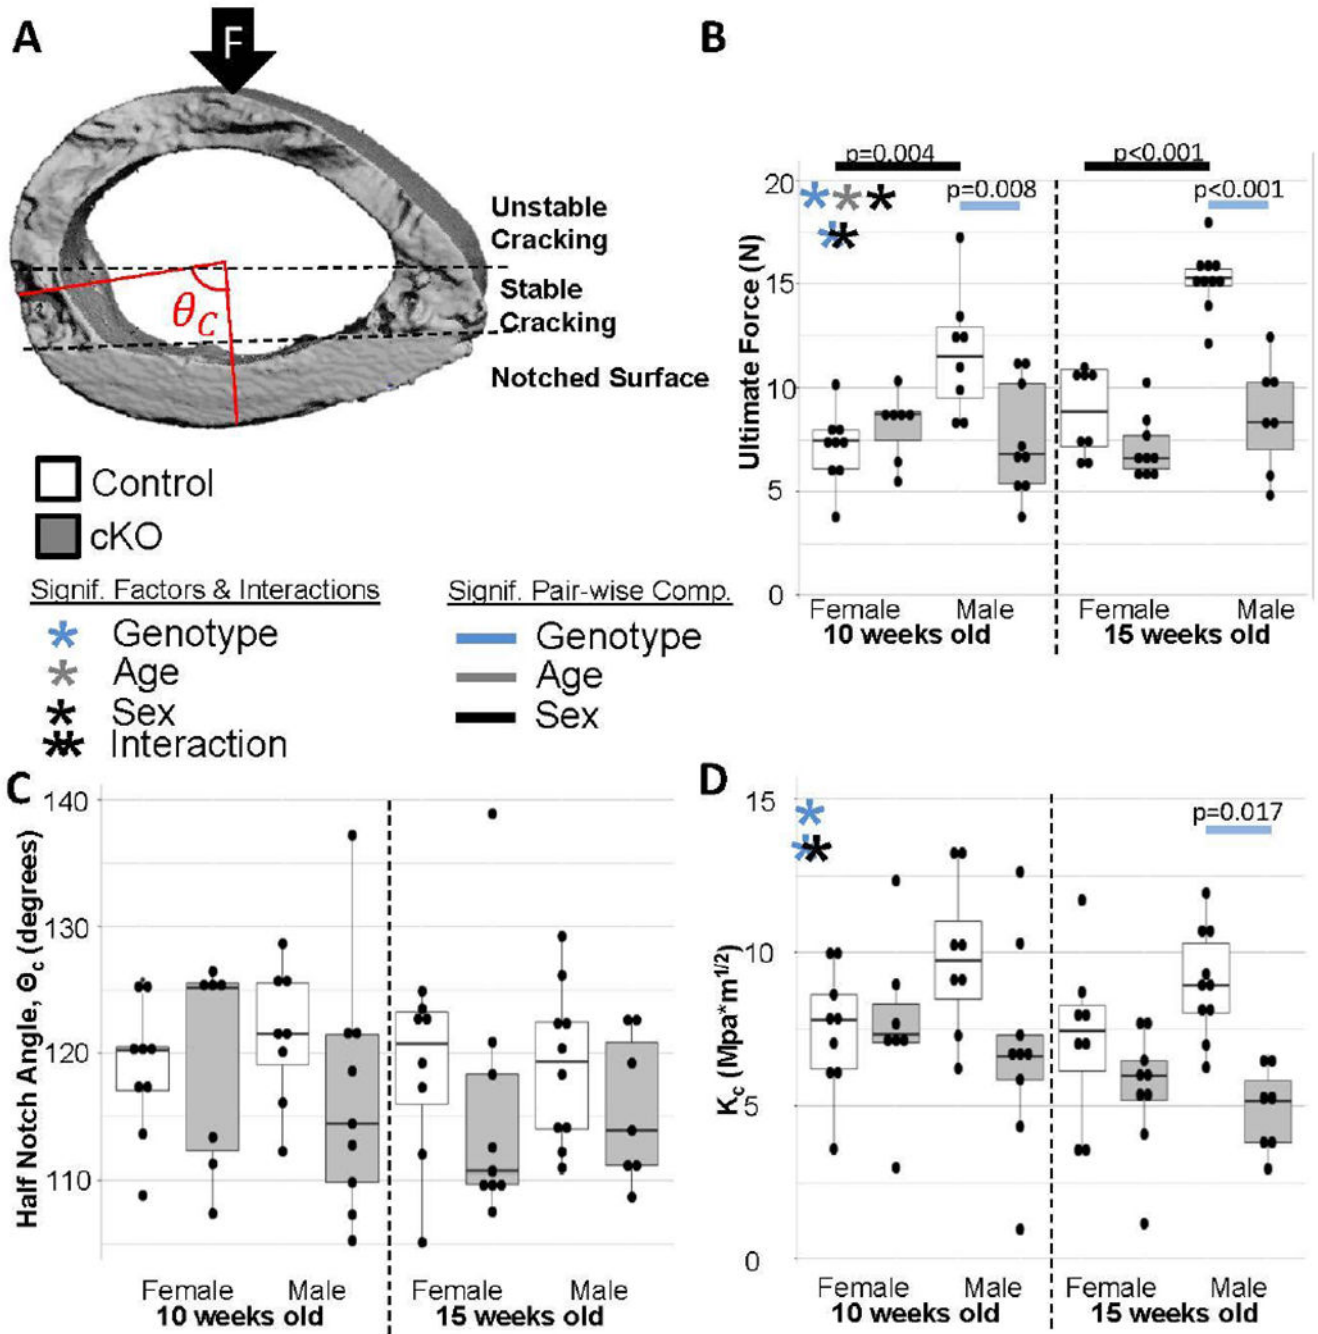 A
F
Unstable
Cracking
Stable
Cracking
Notched Surface
θC
Control
cKO
Signif. Factors & Interactions
Genotype
Age
Sex
Interaction
Signif. Pair-wise Comp.
Genotype
Age
Sex
B
p=0.004
p<0.001
p=0.008
p<0.001
Ultimate Force (N)
20
15
10
5
0
Female Male Female Male
10 weeks old 15 weeks old
C
Half Notch Angle, Θc (degrees)
140
130
120
110
Female Male Female Male
10 weeks old 15 weeks old
D
p=0.017
Kc (Mpa*m1/2)
15
10
5
0
Female Male Female Male
10 weeks old 15 weeks old